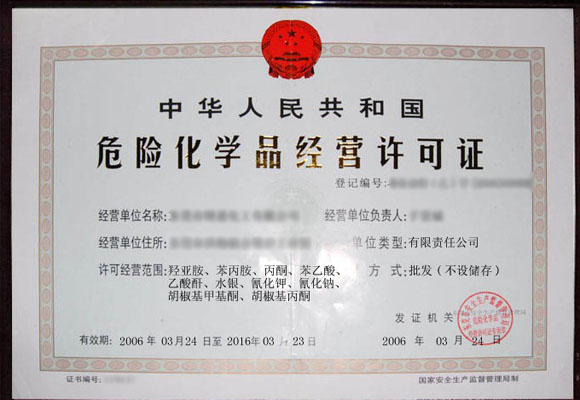 中华人民共和国
危险化学品经营许可证
登记编号:
经营单位名称: 经营单位负责人:
经营单位住所: 单位类型: 有限责任公司
许可经营范围: 羟亚胺、苯丙胺、丙酮、苯乙酸、 方式: 批发（不设储存）
乙酸酐、水银、氰化钾、氰化钠、
胡椒基甲基酮、胡椒基丙酮
发证机关
有效期: 2006 年 03月24 日至2016年03月23日 2006 年 03 月 24 日
证书编号: 国家安全生产监督管理局制